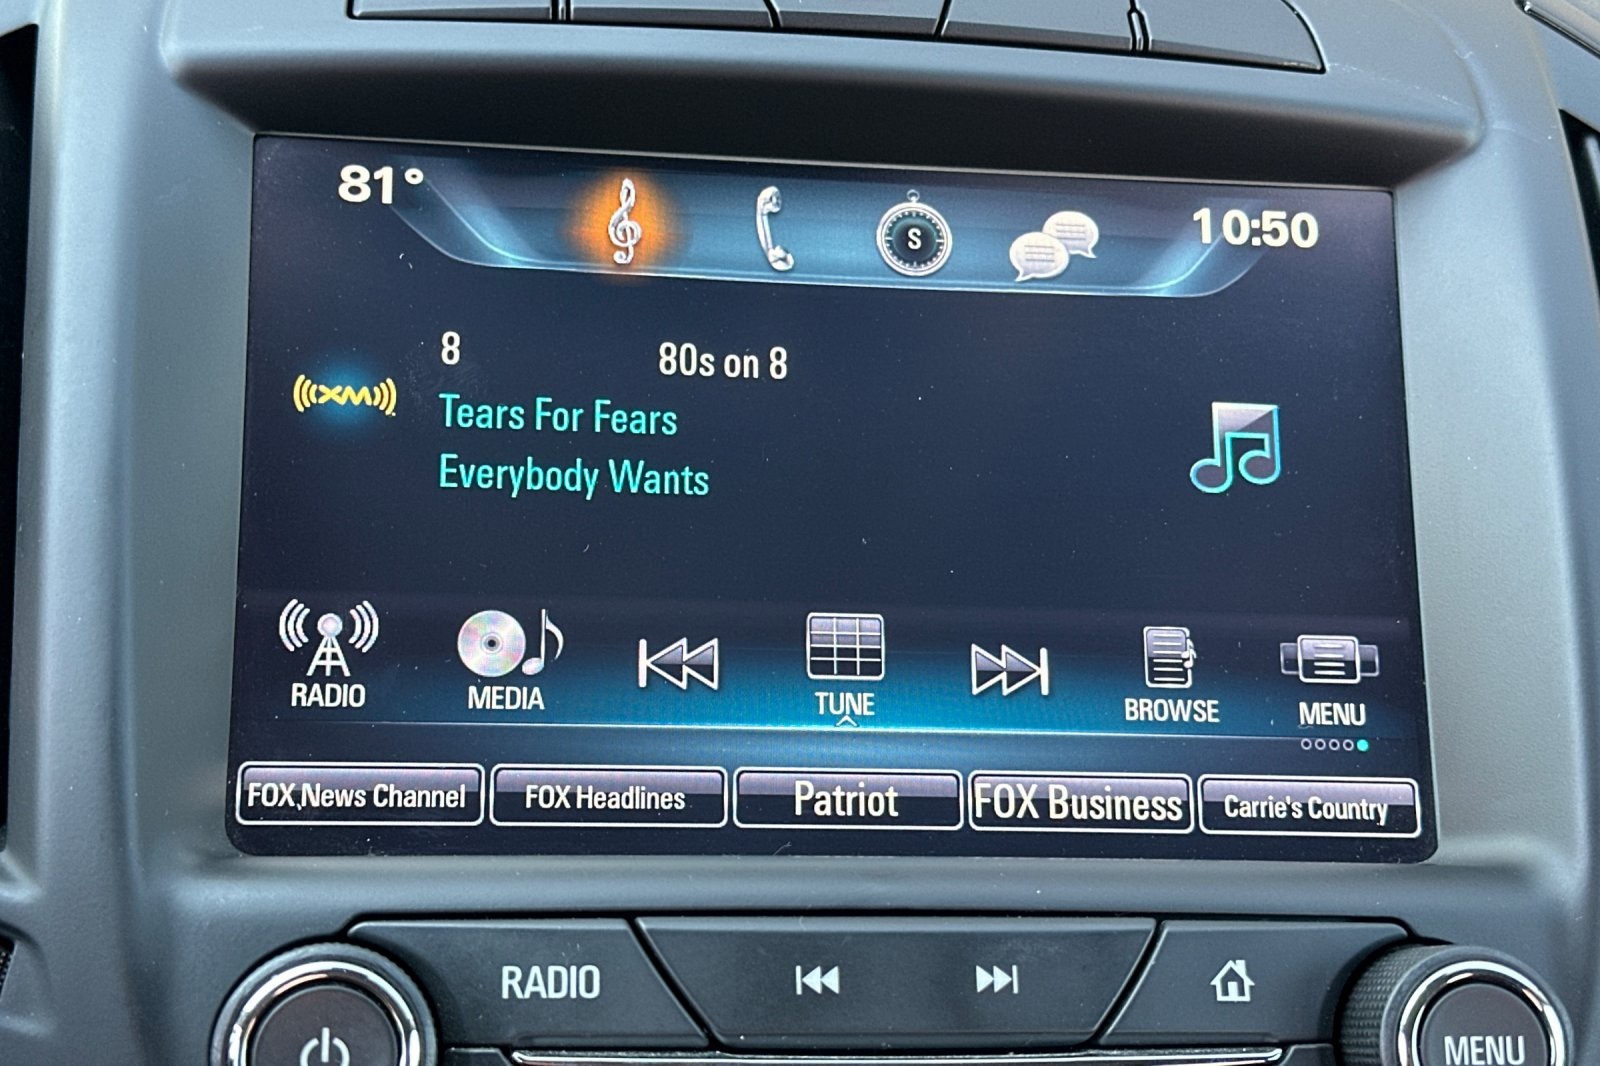 81°
S
10:50
8
80s on 8
((XM))
Tears For Fears
Everybody Wants
RADIO
MEDIA
TUNE
BROWSE
MENU
FOX News Channel
FOX Headlines
Patriot
FOX Business
Carrie's Country
RADIO
MENU